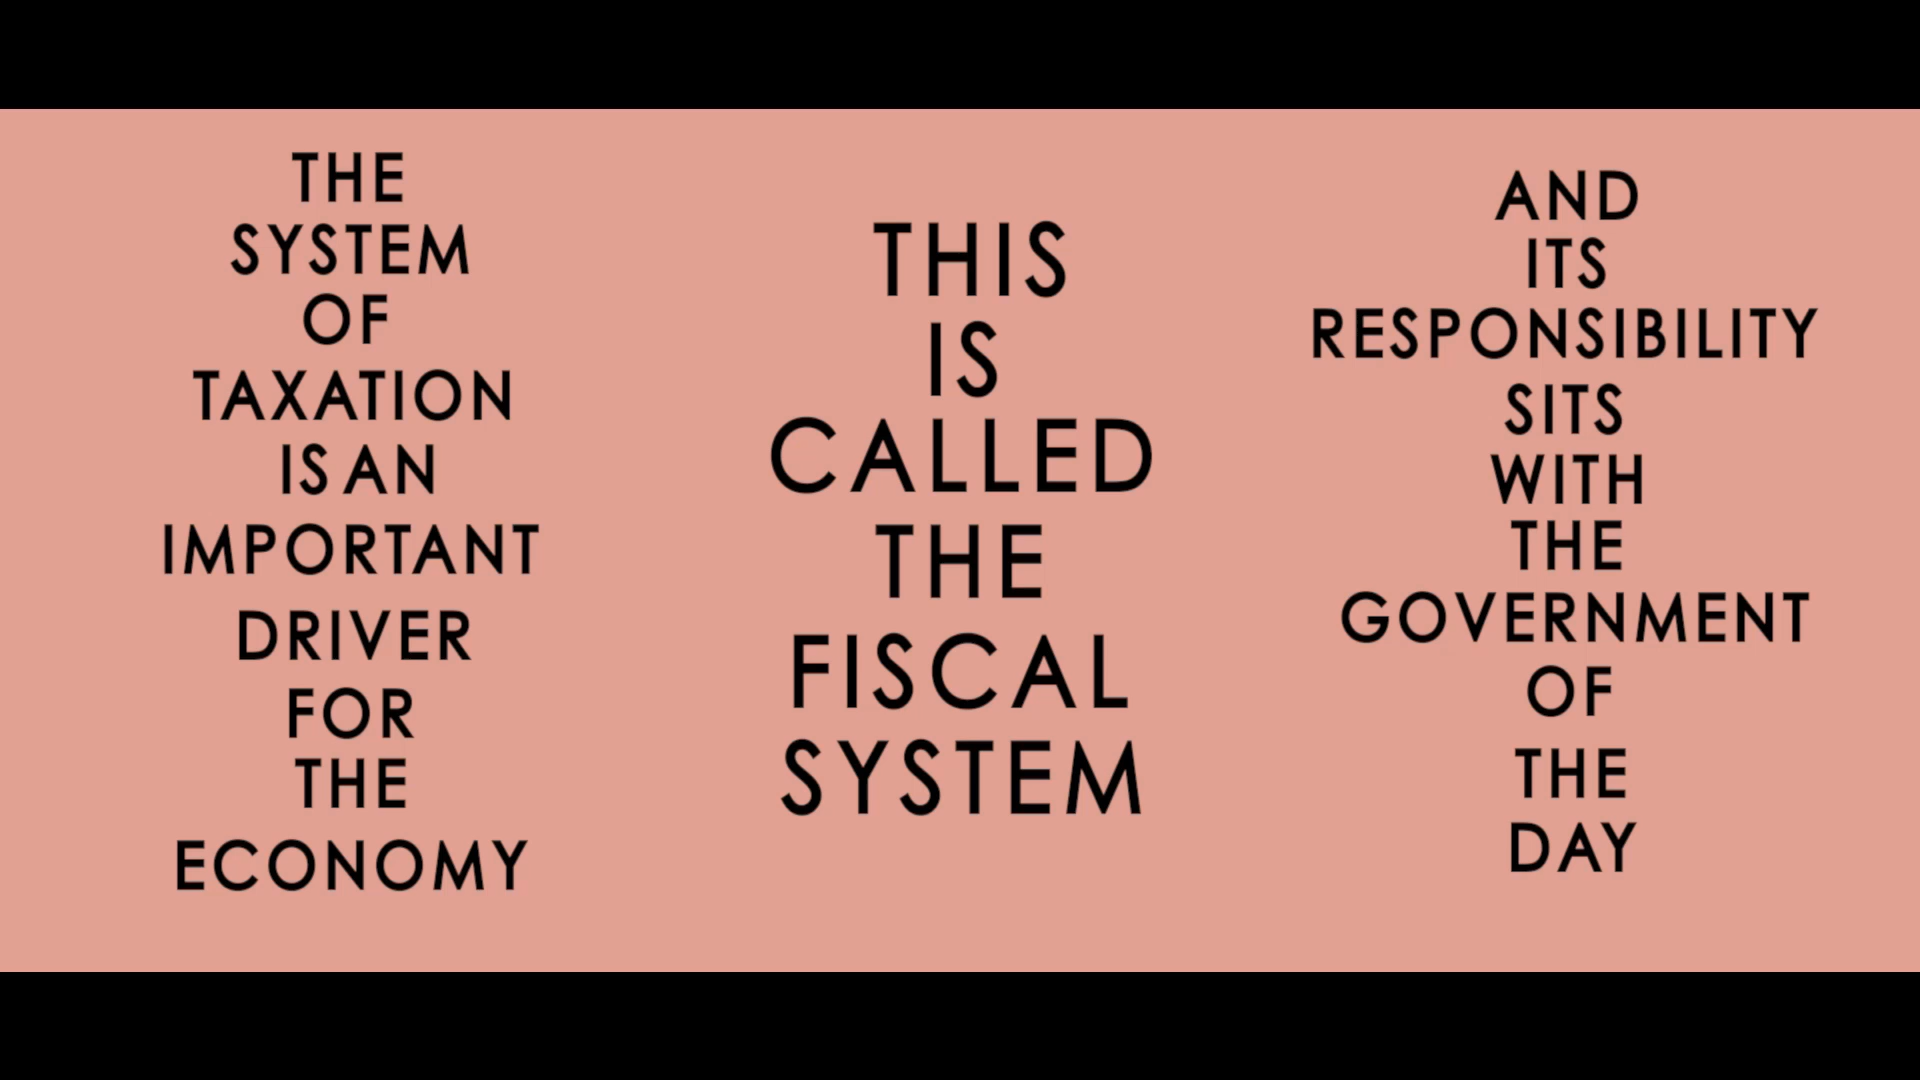 THE
SYSTEM
OF
TAXATION
IS AN
IMPORTANT
DRIVER
FOR
THE
ECONOMY
THIS
IS
CALLED
THE
FISCAL
SYSTEM
AND
ITS
RESPONSIBILITY
SITS
WITH
THE
GOVERNMENT
OF
THE
DAY